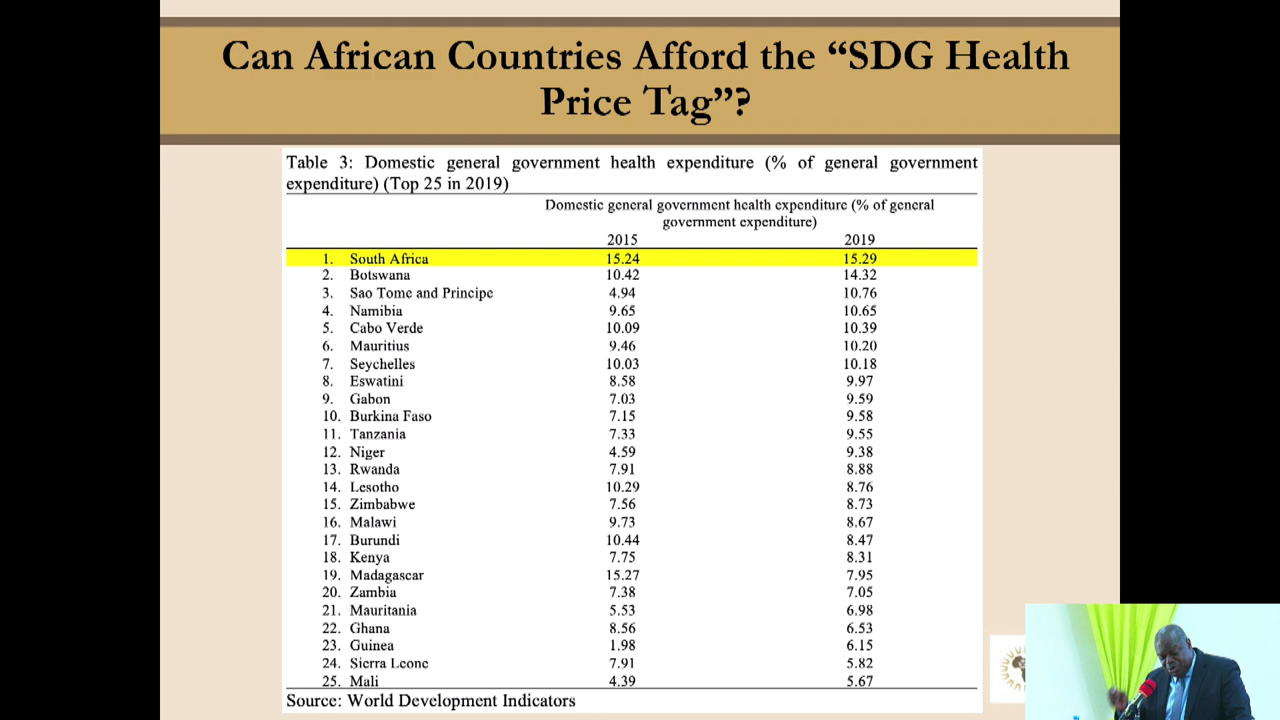 Can African Countries Afford the “SDG Health
Price Tag”?
Table 3: Domestic general government health expenditure (% of general government
expenditure) (Top 25 in 2019)
Domestic general government health expenditure (% of general
government expenditure)
2015 2019
1. South Africa 15.24 15.29
2. Botswana 10.42 14.32
3. Sao Tome and Principe 4.94 10.76
4. Namibia 9.65 10.65
5. Cabo Verde 10.09 10.39
6. Mauritius 9.46 10.20
7. Seychelles 10.03 10.18
8. Eswatini 8.58 9.97
9. Gabon 7.03 9.59
10. Burkina Faso 7.15 9.58
11. Tanzania 7.33 9.55
12. Niger 4.59 9.38
13. Rwanda 7.91 8.88
14. Lesotho 10.29 8.76
15. Zimbabwe 7.56 8.73
16. Malawi 9.73 8.67
17. Burundi 10.44 8.47
18. Kenya 7.75 8.31
19. Madagascar 15.27 7.95
20. Zambia 7.38 7.05
21. Mauritania 5.53 6.98
22. Ghana 8.56 6.53
23. Guinea 1.98 6.15
24. Sierra Leone 7.91 5.82
25. Mali 4.39 5.67
Source: World Development Indicators